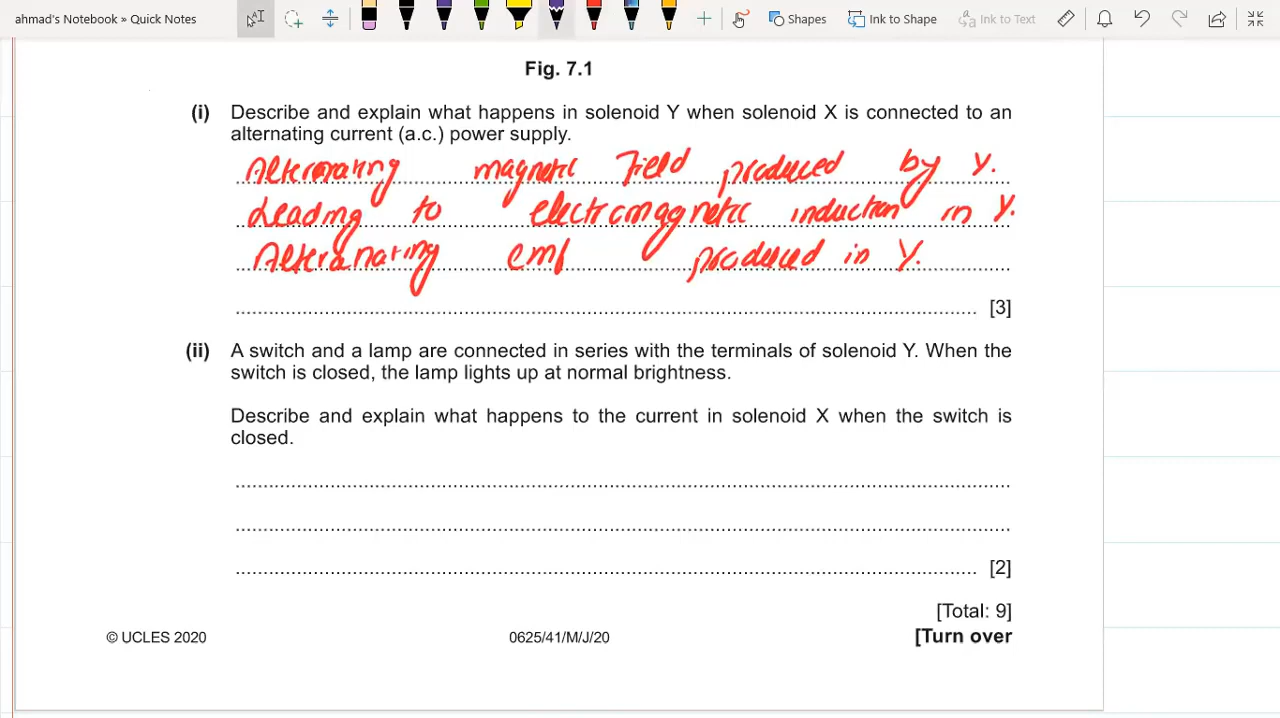 ahmad's Notebook » Quick Notes
Shapes
Ink to Shape
Ink to Text
Fig. 7.1
(i) Describe and explain what happens in solenoid Y when solenoid X is connected to an
alternating current (a.c.) power supply.
Alternating magnetic Field produced by Y.
Leading to electromagnetic induction in Y.
Alteranating emf produced in Y.
[3]
(ii) A switch and a lamp are connected in series with the terminals of solenoid Y. When the
switch is closed, the lamp lights up at normal brightness.
Describe and explain what happens to the current in solenoid X when the switch is
closed.
[2]
[Total: 9]
© UCLES 2020
0625/41/M/J/20
[Turn over